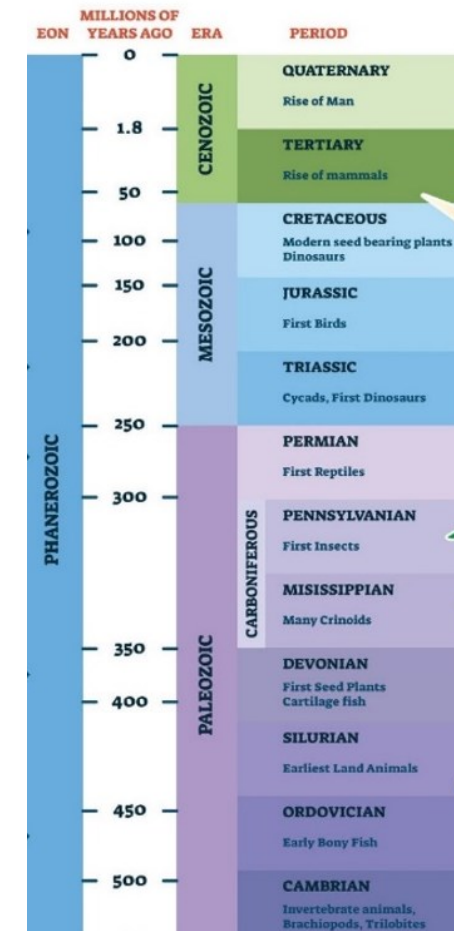 EON
MILLIONS OF
YEARS AGO
ERA
PERIOD
PHANEROZOIC
0
1.8
50
100
150
200
250
300
350
400
450
500
CENOZOIC
QUATERNARY
Rise of Man
TERTIARY
Rise of mammals
MESOZOIC
CRETACEOUS
Modern seed bearing plants
Dinosaurs
JURASSIC
First Birds
TRIASSIC
Cycads, First Dinosaurs
PALEOZOIC
PERMIAN
First Reptiles
CARBONIFEROUS
PENNSYLVANIAN
First Insects
MISISSIPPIAN
Many Crinoids
DEVONIAN
First Seed Plants
Cartilage fish
SILURIAN
Earliest Land Animals
ORDOVICIAN
Early Bony Fish
CAMBRIAN
Invertebrate animals,
Brachiopods, Trilobites